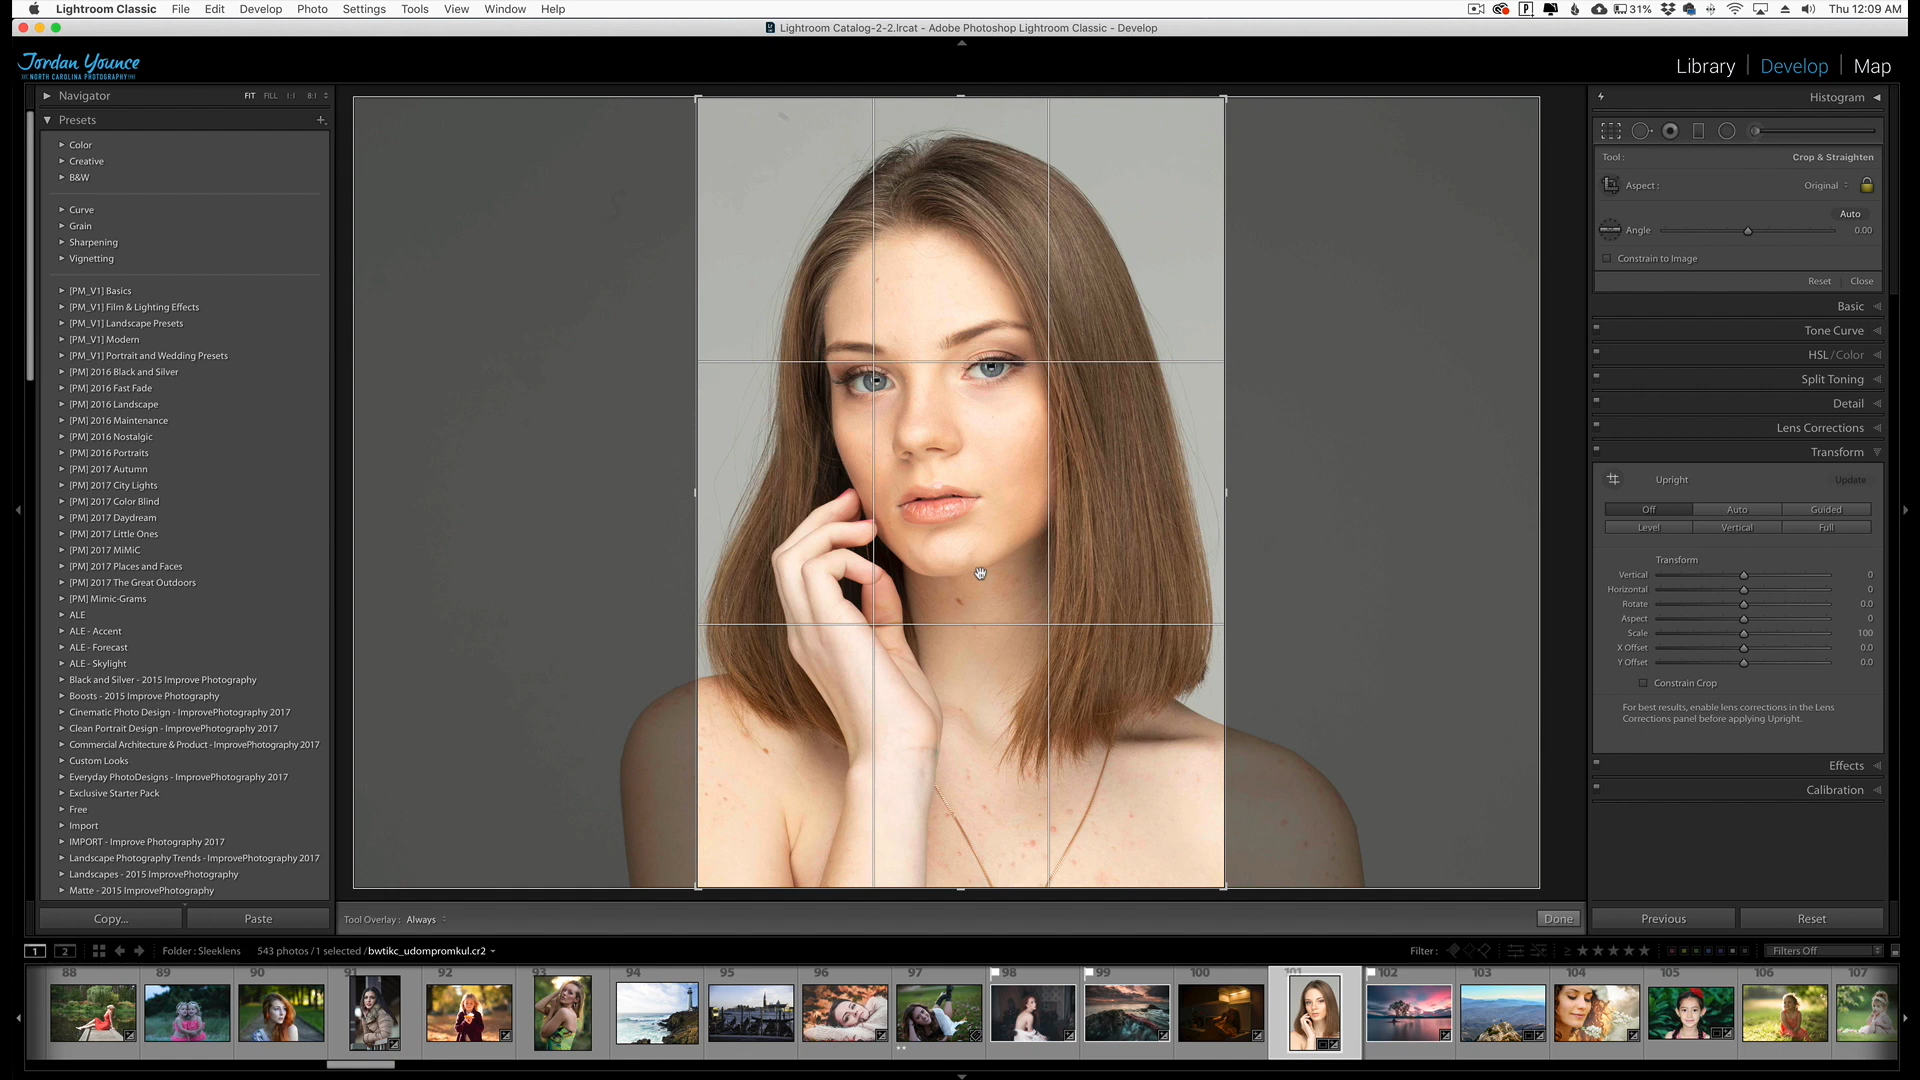 Lightroom Classic File Edit Develop Photo Settings Tools View Window Help 31% Thu 12:09 AM
Lightroom Catalog-2-2.lrcat - Adobe Photoshop Lightroom Classic - Develop
Jordan Younce
NORTH CAROLINA PHOTOGRAPHY
Library | Develop | Map
Navigator FIT FILL 1:1 8:1
Presets +
Color
Creative
B&W
Curve
Grain
Sharpening
Vignetting
[PM_V1] Basics
[PM_V1] Film & Lighting Effects
[PM_V1] Landscape Presets
[PM_V1] Modern
[PM_V1] Portrait and Wedding Presets
[PM] 2016 Black and Silver
[PM] 2016 Fast Fade
[PM] 2016 Landscape
[PM] 2016 Maintenance
[PM] 2016 Nostalgic
[PM] 2016 Portraits
[PM] 2017 Autumn
[PM] 2017 City Lights
[PM] 2017 Color Blind
[PM] 2017 Daydream
[PM] 2017 Little Ones
[PM] 2017 MiMiC
[PM] 2017 Places and Faces
[PM] 2017 The Great Outdoors
[PM] Mimic-Grams
ALE
ALE - Accent
ALE - Forecast
ALE - Skylight
Black and Silver - 2015 Improve Photography
Boosts - 2015 Improve Photography
Cinematic Photo Design - ImprovePhotography 2017
Clean Portrait Design - ImprovePhotography 2017
Commercial Architecture & Product - ImprovePhotography 2017
Custom Looks
Everyday PhotoDesigns - ImprovePhotography 2017
Exclusive Starter Pack
Free
Import
IMPORT - Improve Photography 2017
Landscape Photography Trends - ImprovePhotography 2017
Landscapes - 2015 Improve Photography
Matte - 2015 ImprovePhotography
Copy... Paste
Tool Overlay : Always
Done
Histogram
Tool : Crop & Straighten
Aspect : Original
Auto
Angle 0.00
Constrain to Image
Reset | Close
Basic
Tone Curve
HSL / Color
Split Toning
Detail
Lens Corrections
Transform
Upright Update
Off Auto Guided
Level Vertical Full
Transform
Vertical 0
Horizontal 0
Rotate 0.0
Aspect 0
Scale 100
X Offset 0.0
Y Offset 0.0
Constrain Crop
For best results, enable lens corrections in the Lens
Corrections panel before applying Upright.
Effects
Calibration
Previous Reset
1 2 Folder : Sleeklens 543 photos / 1 selected / bwtikc_udompromkul.cr2 Filter : Filters Off
88 89 90 91 92 93 94 95 96 97 98 99 100 101 102 103 104 105 106 107